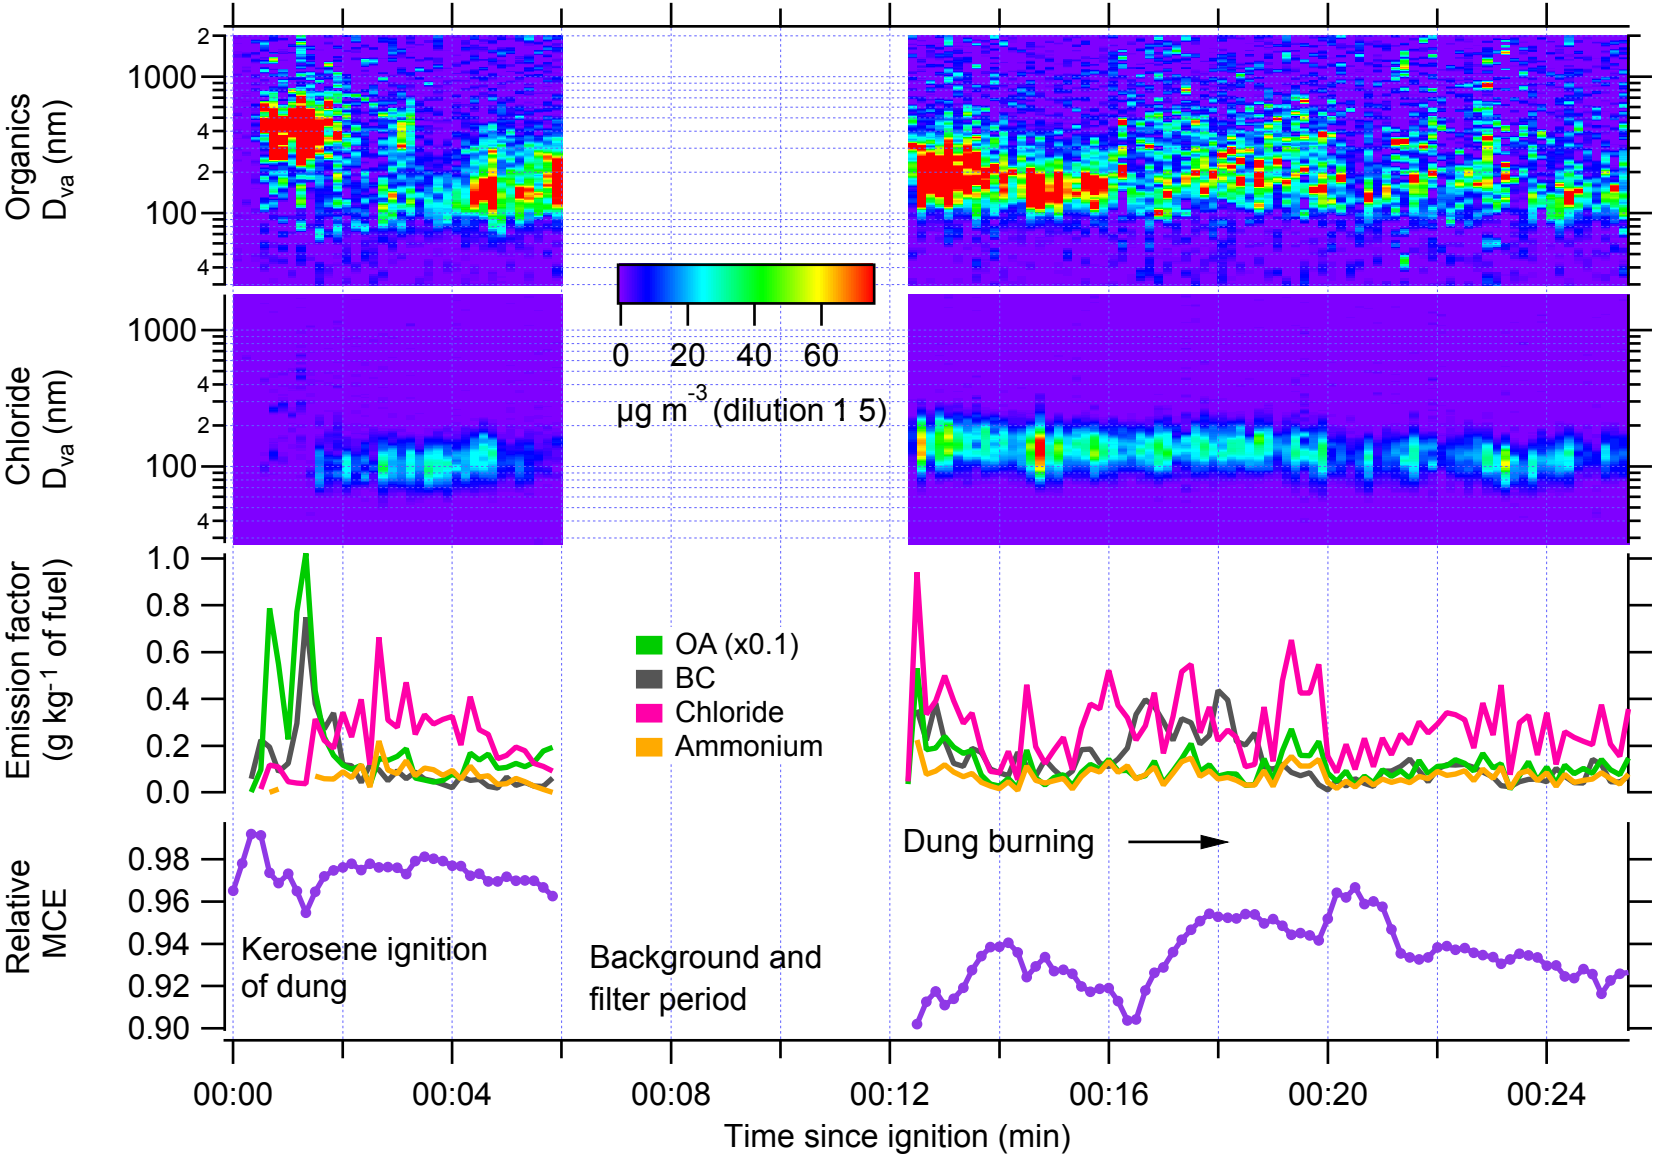 Organics
D_va (nm)
2
1000
4
2
100
4
Chloride
D_va (nm)
1000
4
2
100
4
0 20 40 60
µg m⁻³ (dilution 1 5)
Emission factor
(g kg⁻¹ of fuel)
1.0
0.8
0.6
0.4
0.2
0.0
OA (x0.1)
BC
Chloride
Ammonium
Relative
MCE
0.98
0.96
0.94
0.92
0.90
Kerosene ignition
of dung
Background and
filter period
Dung burning
00:00 00:04 00:08 00:12 00:16 00:20 00:24
Time since ignition (min)